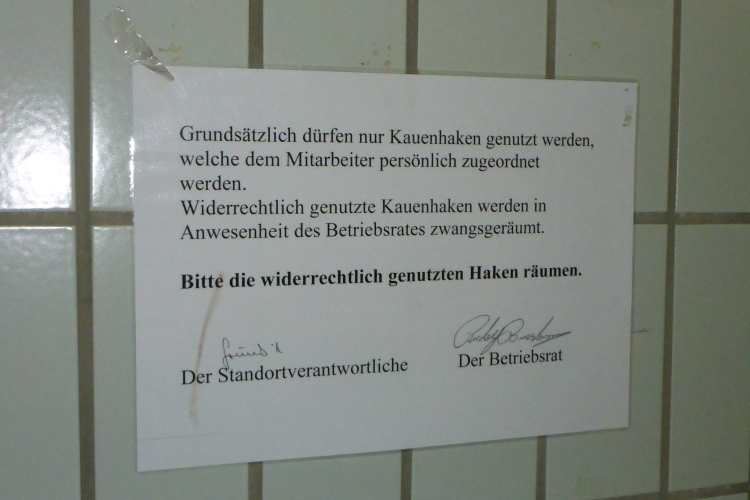 Grundsätzlich dürfen nur Kauenhaken genutzt werden,
welche dem Mitarbeiter persönlich zugeordnet
werden.
Widerrechtlich genutzte Kauenhaken werden in
Anwesenheit des Betriebsrates zwangsgeräumt.
Bitte die widerrechtlich genutzten Haken räumen.
Der Standortverantwortliche
Der Betriebsrat